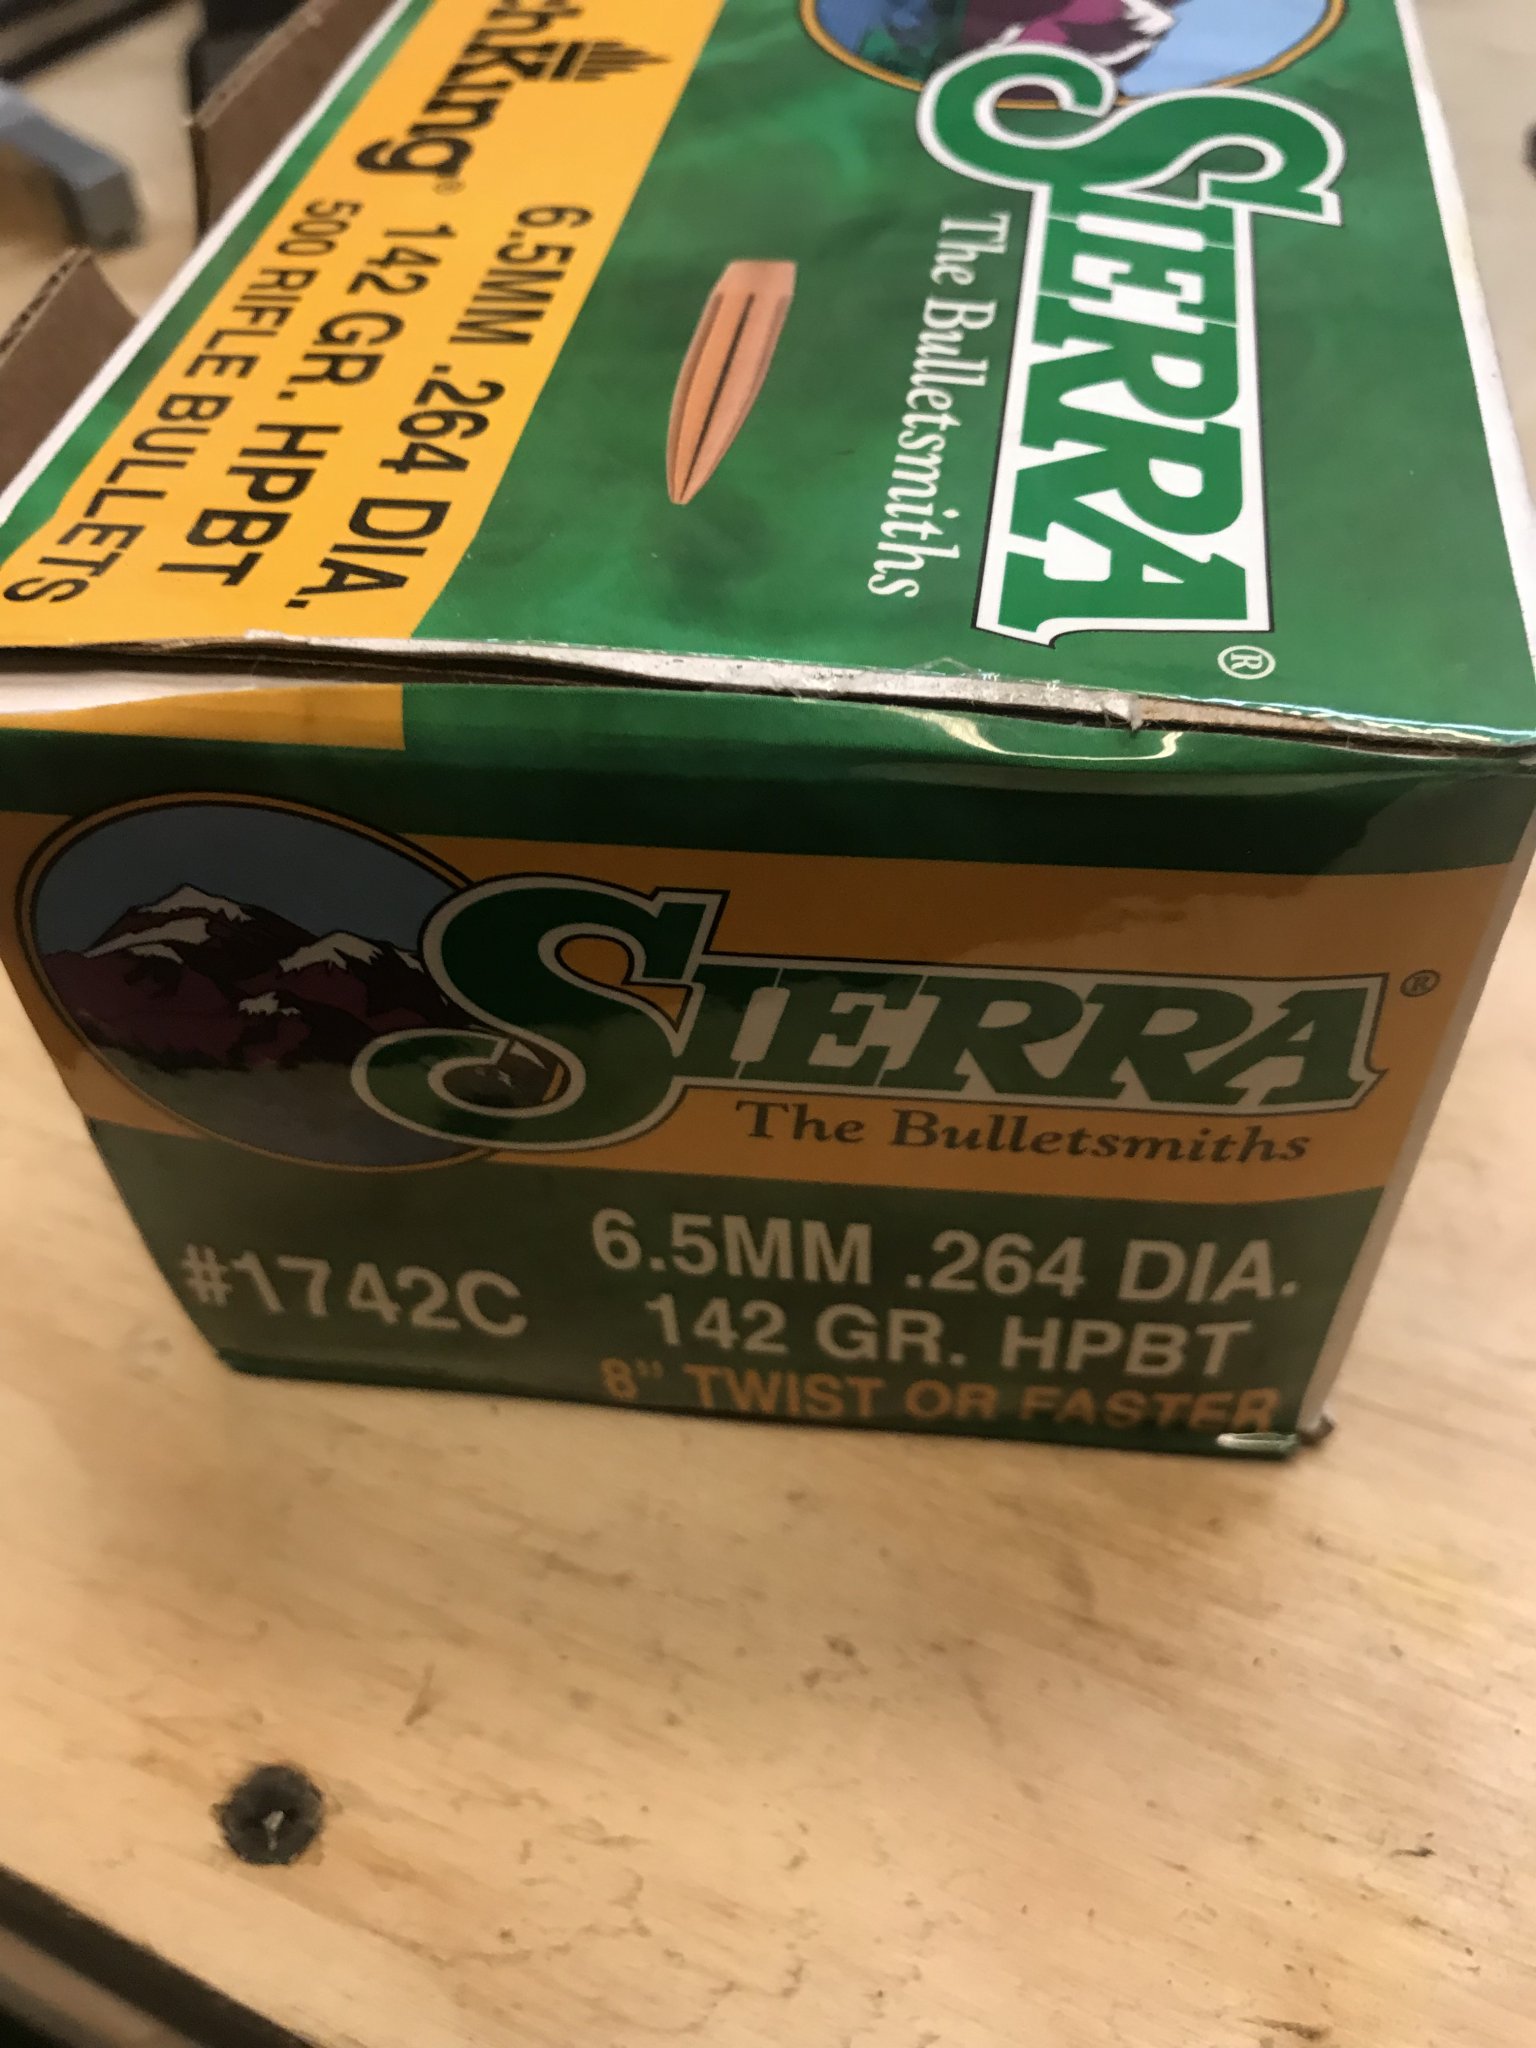 SIERRA®
The Bulletsmiths
®
6.5MM .264 DIA.
142 GR. HPBT
500 RIFLE BULLETS
SIERRA®
The Bulletsmiths
#1742C
6.5MM .264 DIA.
142 GR. HPBT
8" TWIST OR FASTER